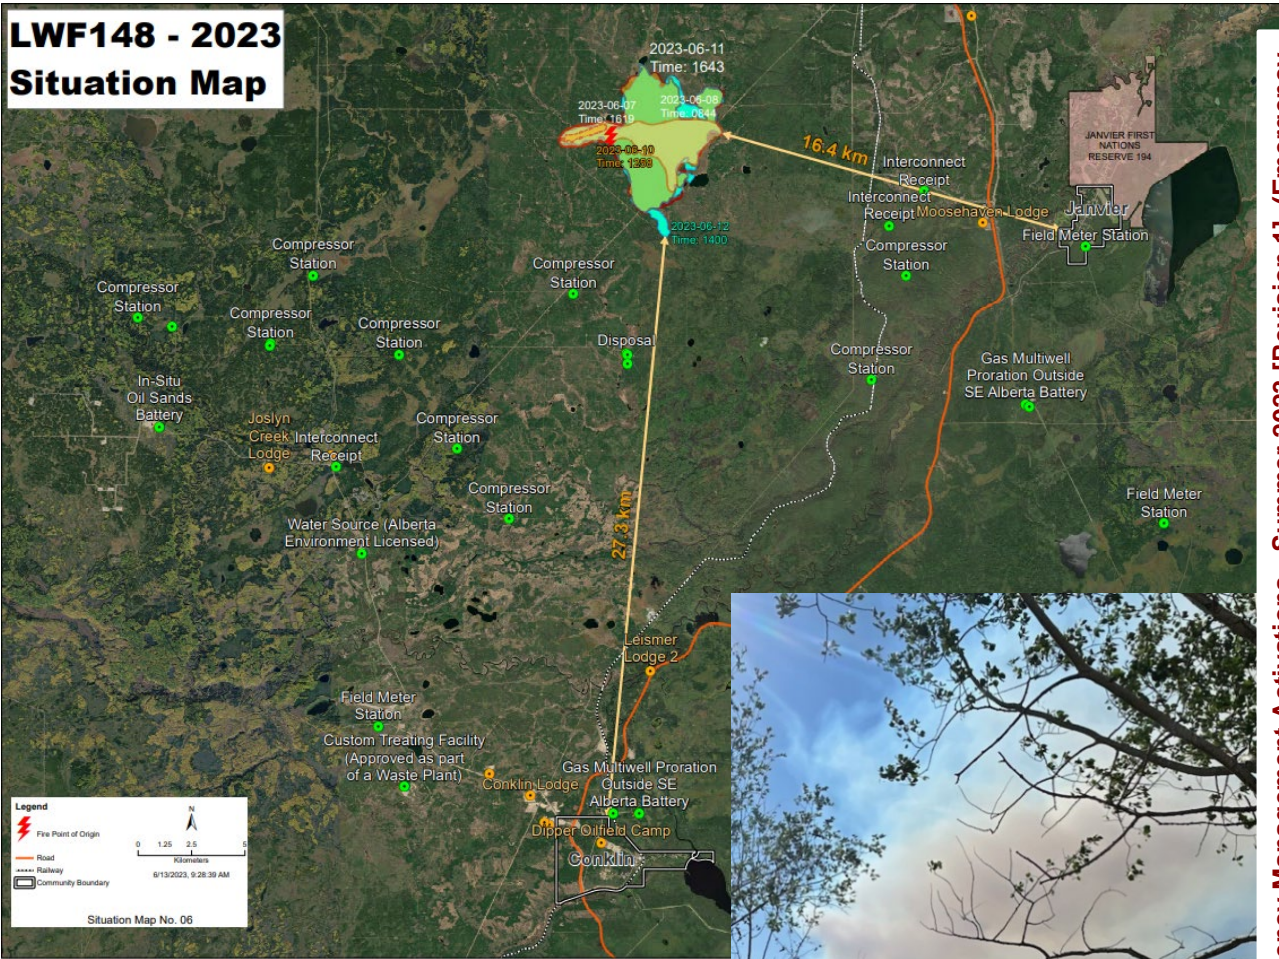 LWF148 - 2023
Situation Map
2023-06-11
Time: 1643
2023-06-07
Time: 1619
2023-06-08
Time: 0844
2023-06-10
Time:
2023-06-12
Time: 1400
16.4 km
JANVIER FIRST
NATIONS
RESERVE 194
Interconnect
Receipt
Interconnect
Receipt
Moosehaven Lodge
Janvier
Field Meter Station
Compressor
Station
Compressor
Station
Compressor
Station
Compressor
Station
Compressor
Station
Compressor
Station
Disposal
Compressor
Station
Gas Multiwell
Proration Outside
SE Alberta Battery
In-Situ
Oil Sands
Battery
Joslyn
Creek
Lodge
Interconnect
Receipt
Compressor
Station
Compressor
Station
Field Meter
Station
Water Source (Alberta
Environment Licensed)
27.3 km
Leismer
Lodge 2
Field Meter
Station
Custom Treating Facility
(Approved as part
of a Waste Plant)
Conklin Lodge
Gas Multiwell Proration
Outside SE
Alberta Battery
Dipper Oilfield Camp
Conklin
Legend
Fire Point of Origin
Road
Railway
Community Boundary
N
0 1.25 2.5 5
Kilometers
6/13/2023, 9:28:39 AM
Situation Map No. 06
Management Activations - Summer 2023 [Revision 4] (Emergency